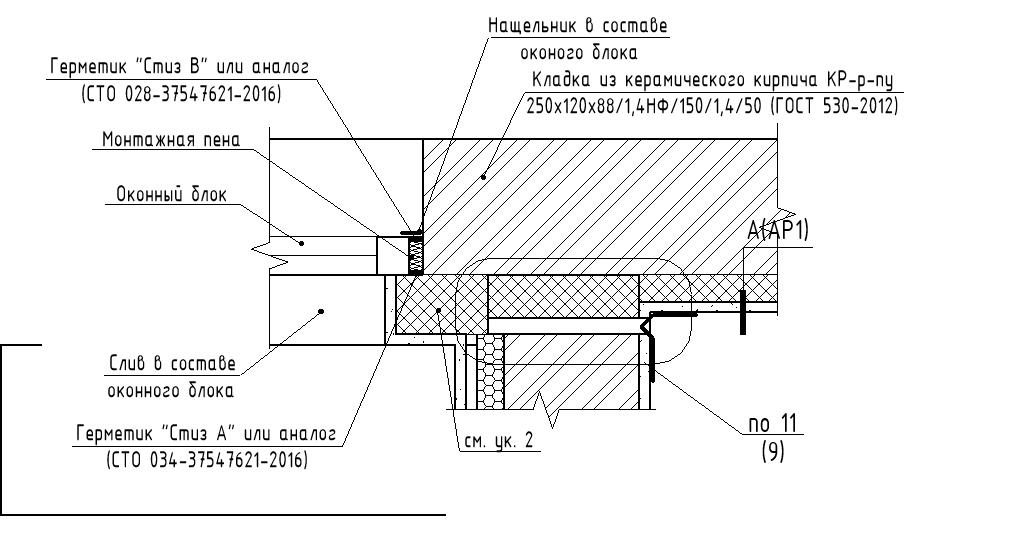 Нащельник в составе
оконого блока
Герметик "Стиз В" или аналог
(СТО 028-37547621-2016)
Кладка из керамического кирпича КР-р-пу
250х120х88/1,4НФ/150/1,4/50 (ГОСТ 530-2012)
Монтажная пена
Оконный блок
А(АР1)
Слив в составе
оконного блока
Герметик "Стиз А" или аналог
(СТО 034-37547621-2016)
см. ук. 2
по 11
(9)